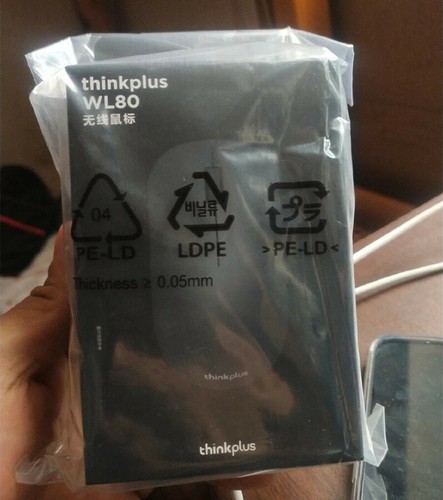 thinkplus
WL80
无线鼠标
04
PE-LD
비닐류
LDPE
プラ
>PE-LD<
Thickness ≥ 0.05mm
thinkplus
thinkplus